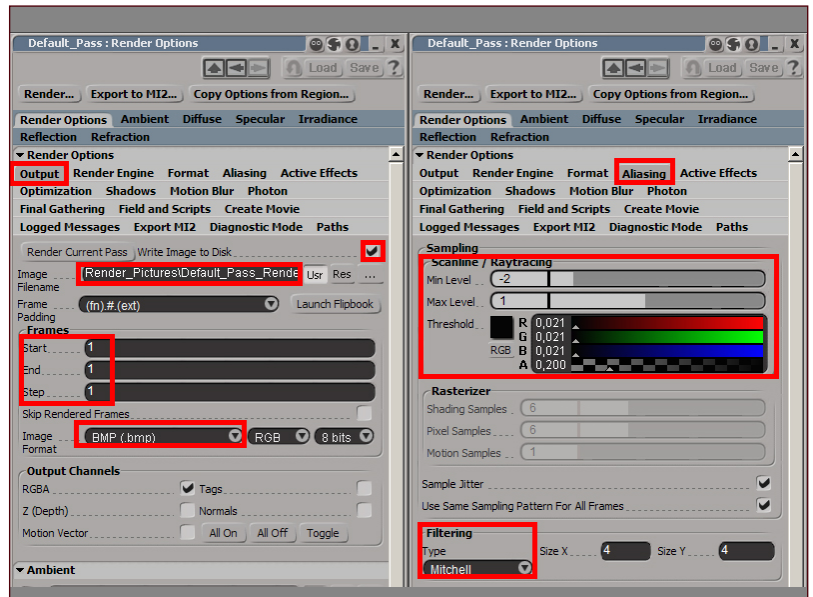 Default_Pass : Render Options
Load Save ?
Render... Export to MI2... Copy Options from Region...
Render Options Ambient Diffuse Specular Irradiance
Reflection Refraction
Render Options
Output Render Engine Format Aliasing Active Effects
Optimization Shadows Motion Blur Photon
Final Gathering Field and Scripts Create Movie
Logged Messages Export MI2 Diagnostic Mode Paths
Render Current Pass Write Image to Disk
Image Filename [Render_Pictures\Default_Pass_Rende Usr Res ...
Frame Padding (fn).#.(ext) Launch Flipbook
Frames
Start 1
End 1
Step 1
Skip Rendered Frames
Image Format BMP (.bmp) RGB 8 bits
Output Channels
RGBA Tags
Z (Depth) Normals
Motion Vector All On All Off Toggle
Ambient
Default_Pass : Render Options
Load Save ?
Render... Export to MI2... Copy Options from Region...
Render Options Ambient Diffuse Specular Irradiance
Reflection Refraction
Render Options
Output Render Engine Format Aliasing Active Effects
Optimization Shadows Motion Blur Photon
Final Gathering Field and Scripts Create Movie
Logged Messages Export MI2 Diagnostic Mode Paths
Sampling
Scanline / Raytracing
Min Level -2
Max Level 1
Threshold R 0,021
G 0,021
RGB B 0,021
A 0,200
Rasterizer
Shading Samples 6
Pixel Samples 6
Motion Samples 1
Sample Jitter
Use Same Sampling Pattern For All Frames
Filtering
Type Size X 4 Size Y 4
Mitchell